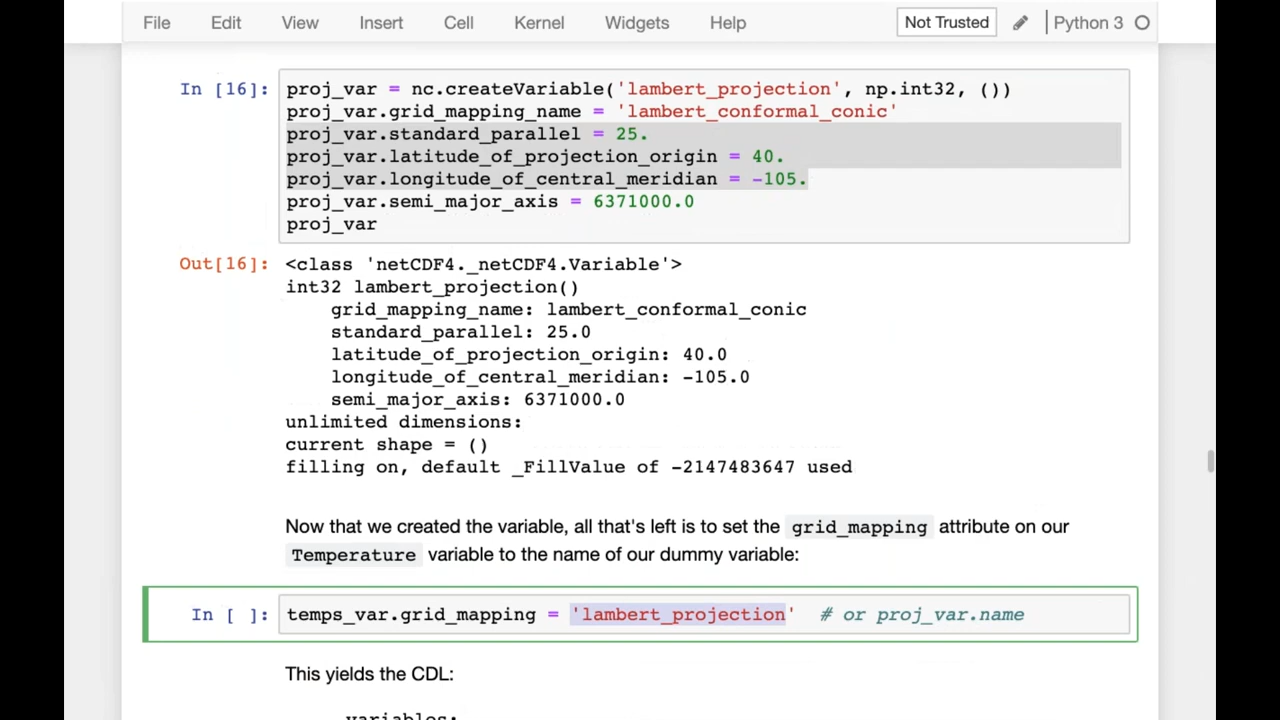 File Edit View Insert Cell Kernel Widgets Help Not Trusted Python 3
In [16]: proj_var = nc.createVariable('lambert_projection', np.int32, ())
proj_var.grid_mapping_name = 'lambert_conformal_conic'
proj_var.standard_parallel = 25.
proj_var.latitude_of_projection_origin = 40.
proj_var.longitude_of_central_meridian = -105.
proj_var.semi_major_axis = 6371000.0
proj_var
Out[16]: <class 'netCDF4._netCDF4.Variable'>
int32 lambert_projection()
grid_mapping_name: lambert_conformal_conic
standard_parallel: 25.0
latitude_of_projection_origin: 40.0
longitude_of_central_meridian: -105.0
semi_major_axis: 6371000.0
unlimited dimensions:
current shape = ()
filling on, default _FillValue of -2147483647 used
Now that we created the variable, all that's left is to set the grid_mapping attribute on our
Temperature variable to the name of our dummy variable:
In [ ]: temps_var.grid_mapping = 'lambert_projection' # or proj_var.name
This yields the CDL:
variables: